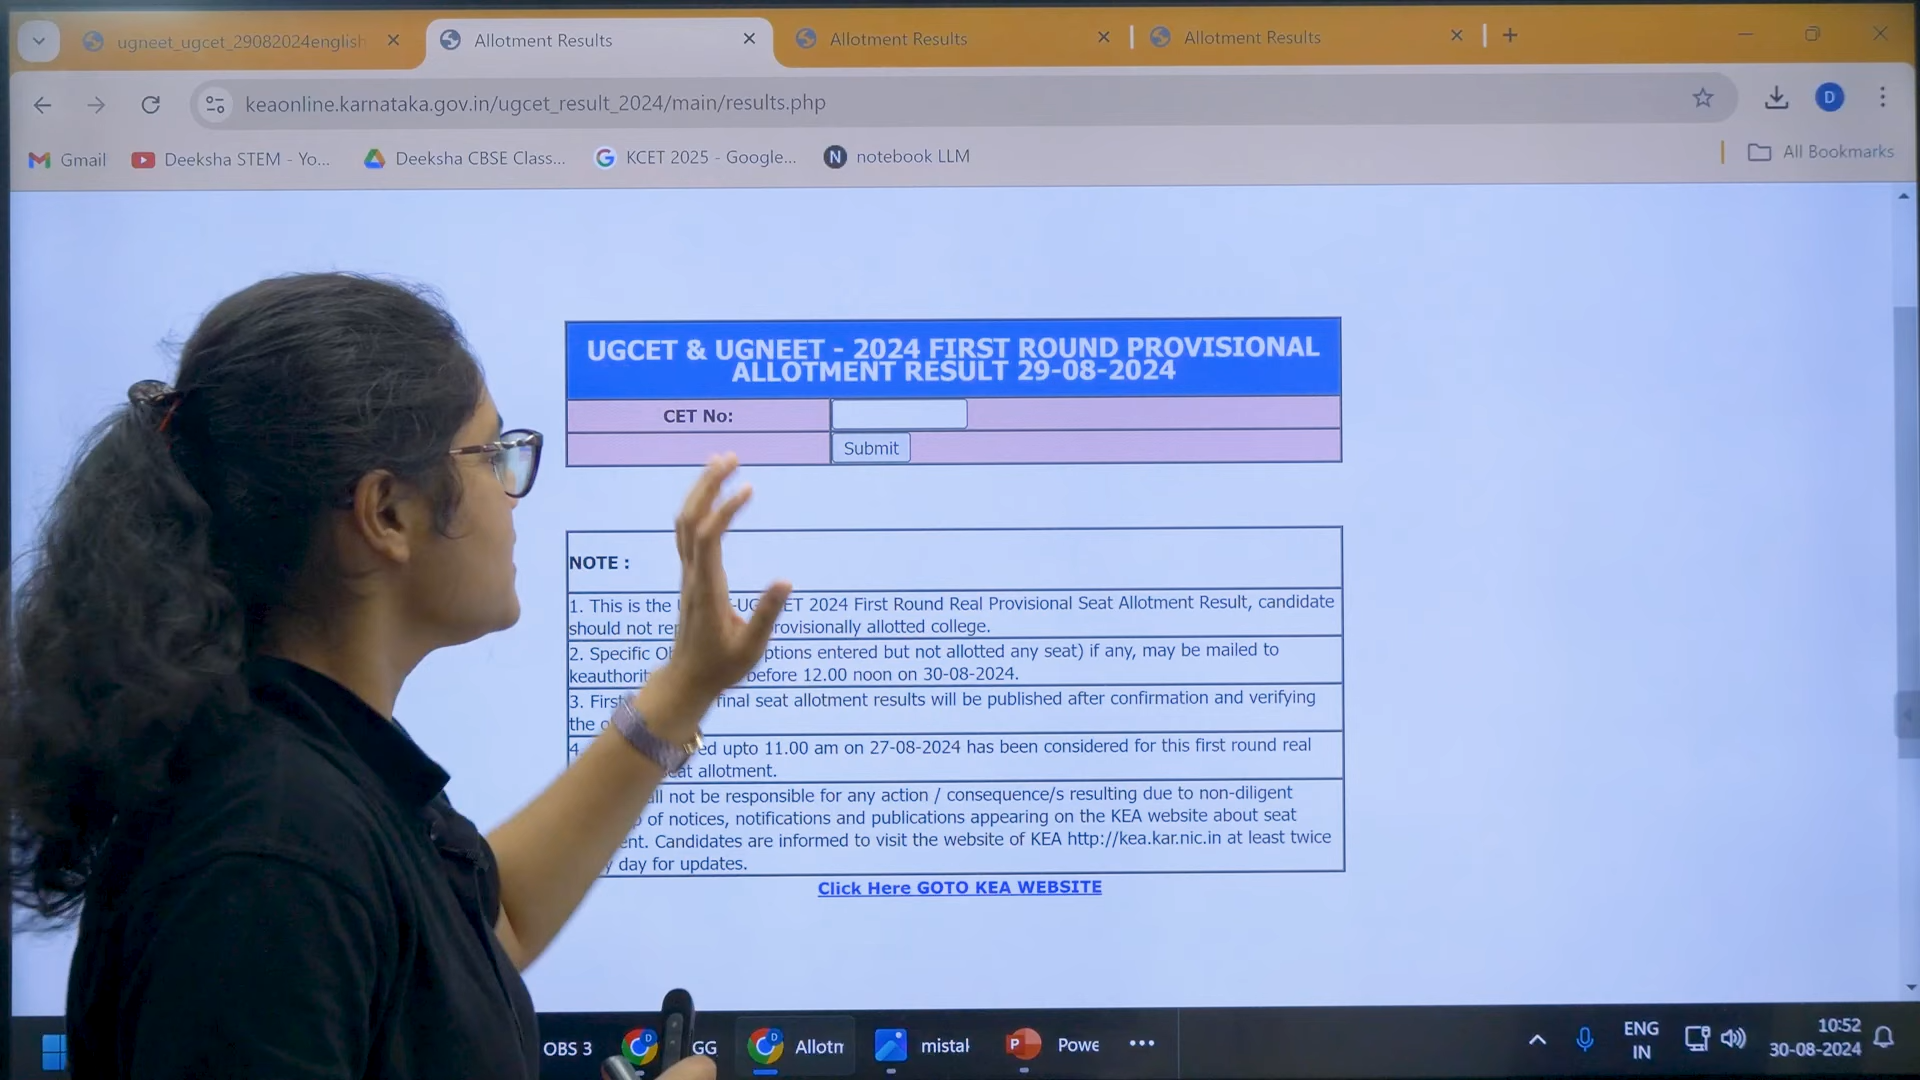 ugneet_ugcet_29082024english
Allotment Results
Allotment Results
Allotment Results
keaonline.karnataka.gov.in/ugcet_result_2024/main/results.php
D
Gmail
Deeksha STEM - Yo...
Deeksha CBSE Class...
KCET 2025 - Google...
N
notebook LLM
All Bookmarks
UGCET & UGNEET - 2024 FIRST ROUND PROVISIONAL
ALLOTMENT RESULT 29-08-2024
CET No:
Submit
NOTE :
1. This is the ET 2024 First Round Real Provisional Seat Allotment Result, candidate
should not rovisionally allotted college.
2. Specific ptions entered but not allotted any seat) if any, may be mailed to
keauthorit before 12.00 noon on 30-08-2024.
3. Firs final seat allotment results will be published after confirmation and verifying
the
4 ed upto 11.00 am on 27-08-2024 has been considered for this first round real
eat allotment.
ll not be responsible for any action / consequence/s resulting due to non-diligent
of notices, notifications and publications appearing on the KEA website about seat
ent. Candidates are informed to visit the website of KEA http://kea.kar.nic.in at least twice
day for updates.
Click Here GOTO KEA WEBSITE
OBS 3
D
GG
D
Allotm
mistal
P
Powe
ENG
IN
10:52
30-08-2024